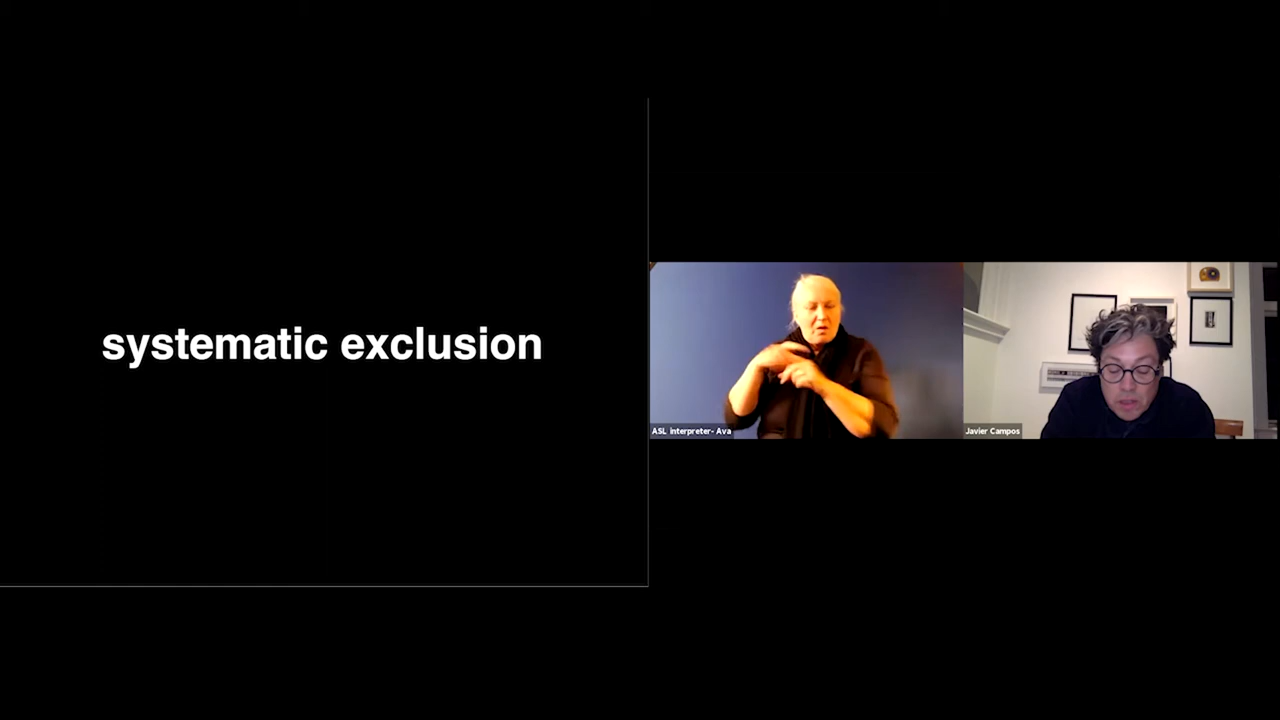 systematic exclusion
ASL interpreter- Ava
Javier Campos